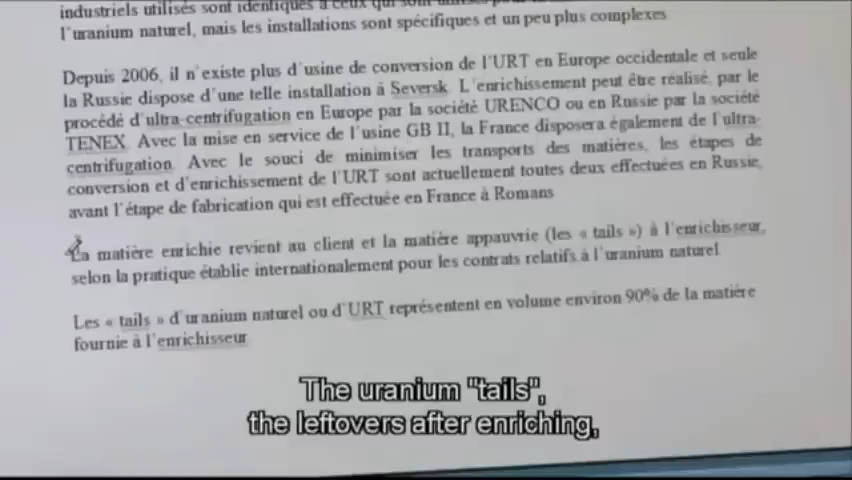 industriels utilisés sont identiques à ceux qui sont
l'uranium naturel, mais les installations sont spécifiques et un peu plus complexes
Depuis 2006, il n'existe plus d'usine de conversion de l'URT en Europe occidentale et seule
la Russie dispose d'une telle installation à Seversk. L'enrichissement peut être réalisé, par le
procédé d'ultra-centrifugation en Europe par la société URENCO ou en Russie par la société
TENEX. Avec la mise en service de l'usine GB II, la France disposera également de l'ultra-
centrifugation. Avec le souci de minimiser les transports des matières, les étapes de
conversion et d'enrichissement de l'URT sont actuellement toutes deux effectuées en Russie,
avant l'étape de fabrication qui est effectuée en France à Romans
La matière enrichie revient au client et la matière appauvrie (les « tails ») à l'enrichisseur,
selon la pratique établie internationalement pour les contrats relatifs à l'uranium naturel
Les « tails » d'uranium naturel ou d'URT représentent en volume environ 90% de la matière
fournie à l'enrichisseur
The uranium "tails",
the leftovers after enriching,